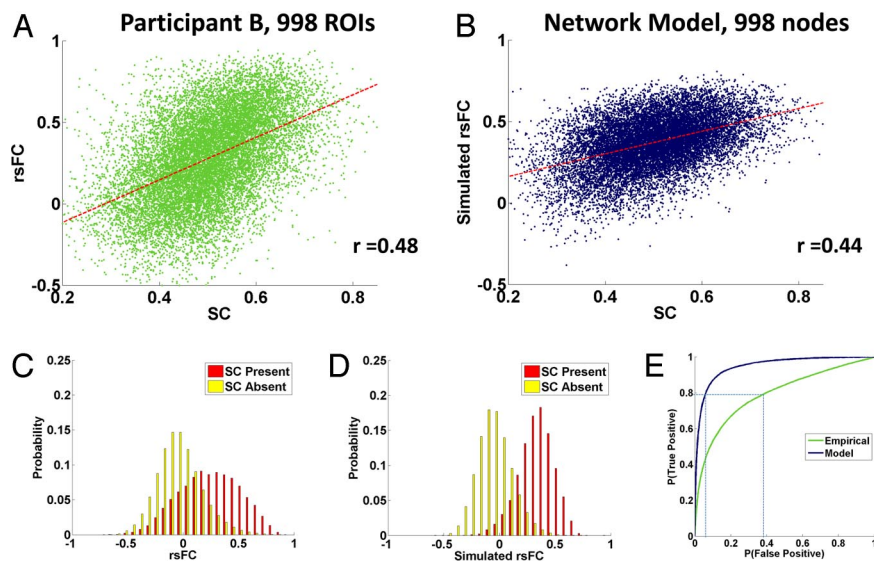 A
Participant B, 998 ROIs
1
0.5
0
-0.5
0.2
0.4
0.6
0.8
rsFC
SC
r =0.48
B
Network Model, 998 nodes
1
0.5
0
-0.5
0.2
0.4
0.6
0.8
Simulated rsFC
SC
r =0.44
C
0.25
0.2
0.15
0.1
0.05
0
-1
-0.5
0
0.5
1
Probability
rsFC
SC Present
SC Absent
D
0.25
0.2
0.15
0.1
0.05
0
-1
-0.5
0
0.5
1
Probability
Simulated rsFC
SC Present
SC Absent
E
1
0.8
0.6
0.4
0.2
0
0
0.2
0.4
0.6
0.8
1
P(True Positive)
P(False Positive)
Empirical
Model